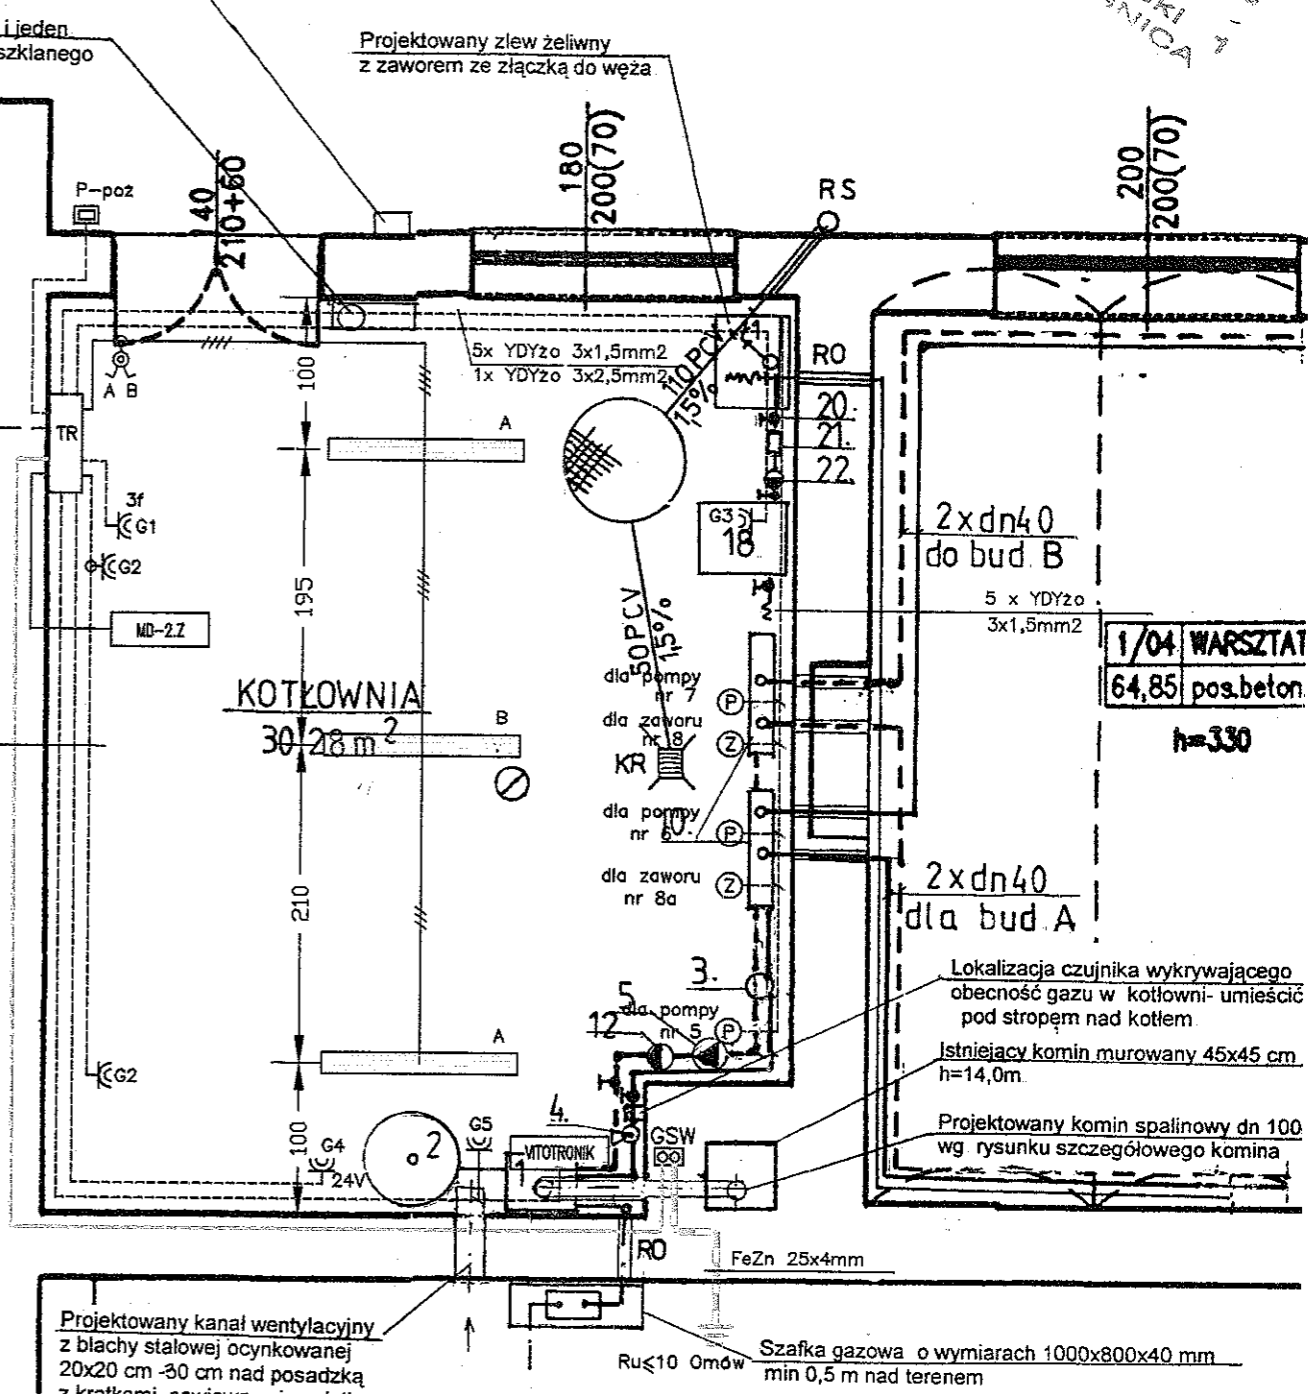 i jeden
szklanego
Projektowany zlew żeliwny
z zaworem ze złączką do węża
SKI
ŚNICA
P-poż
40
210+60
180
200(70)
RS
200
200(70)
A B
TR
5x YDYżo 3x1,5mm2
1x YDYżo 3x2,5mm2
110PCV
1,5%
RO
20.
21.
22.
100
A
3f
G1
G2
G3
18
2xdn40
do bud. B
195
MD-2.Z
50PCV
1,5%
5 x YDYżo
3x1,5mm2
1/04 WARSZTAT
64,85 pos.beton.
h=330
KOTŁOWNIA
30,28 m2
B
dla pompy
nr 7
P
dla zaworu
nr 8
Z
KR
dla pompy
nr 6
10.
P
dla zaworu
nr 8a
Z
2xdn40
dla bud. A
210
3.
Lokalizacja czujnika wykrywającego
obecność gazu w kotłowni- umieścić
pod stropem nad kotłem
5
dla pompy
nr 5
P
12
A
G2
Istniejący komin murowany 45x45 cm
h=14,0m
4.
100
G4
24V
2
G5
VITOTRONIK
1
GSW
Projektowany komin spalinowy dn 100
wg rysunku szczegółowego komina
RO
FeZn 25x4mm
Projektowany kanał wentylacyjny
z blachy stalowej ocynkowanej
20x20 cm -30 cm nad posadzką
Ru≤10 Omów
Szafka gazowa o wymiarach 1000x800x40 mm
min 0,5 m nad terenem